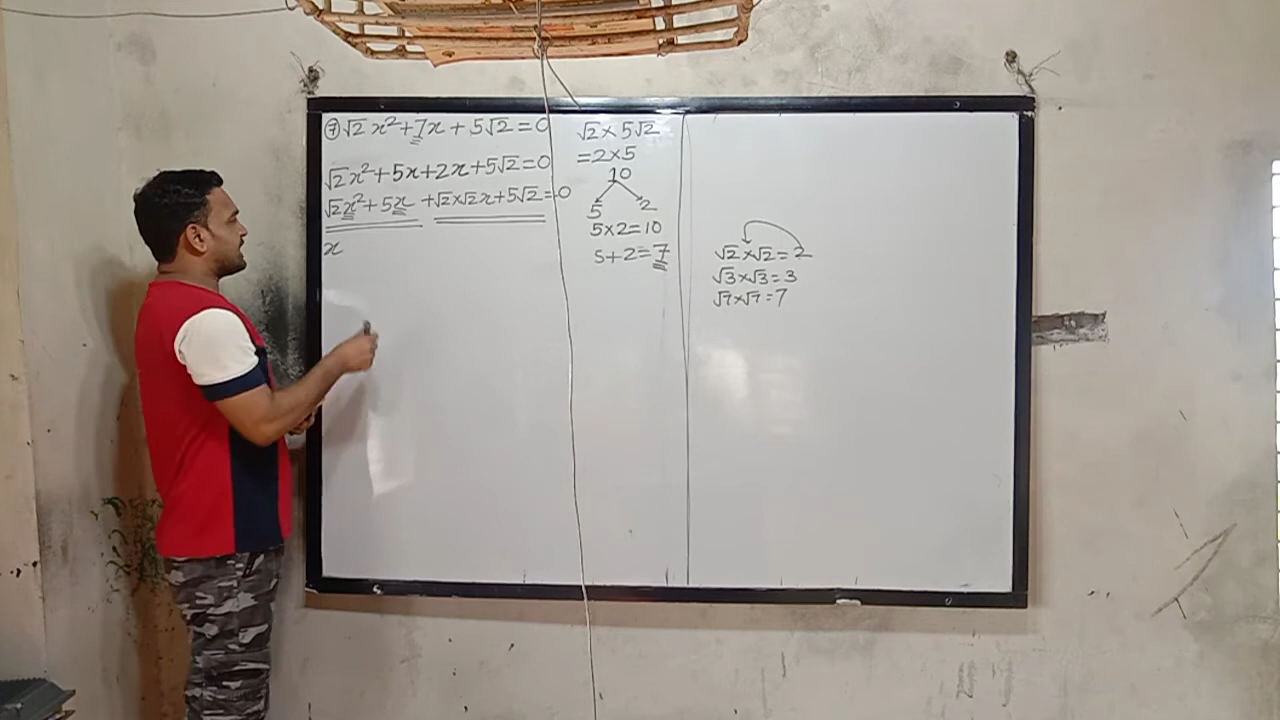 ⑦ √2 x² + 7x + 5√2 = 0
√2x² + 5x + 2x + 5√2 = 0
√2x² + 5x + √2×√2x + 5√2 = 0
x
√2 × 5√2
= 2×5
10
5 2
5×2=10
5+2=7
√2×√2=2
√3×√3=3
√7×√7=7